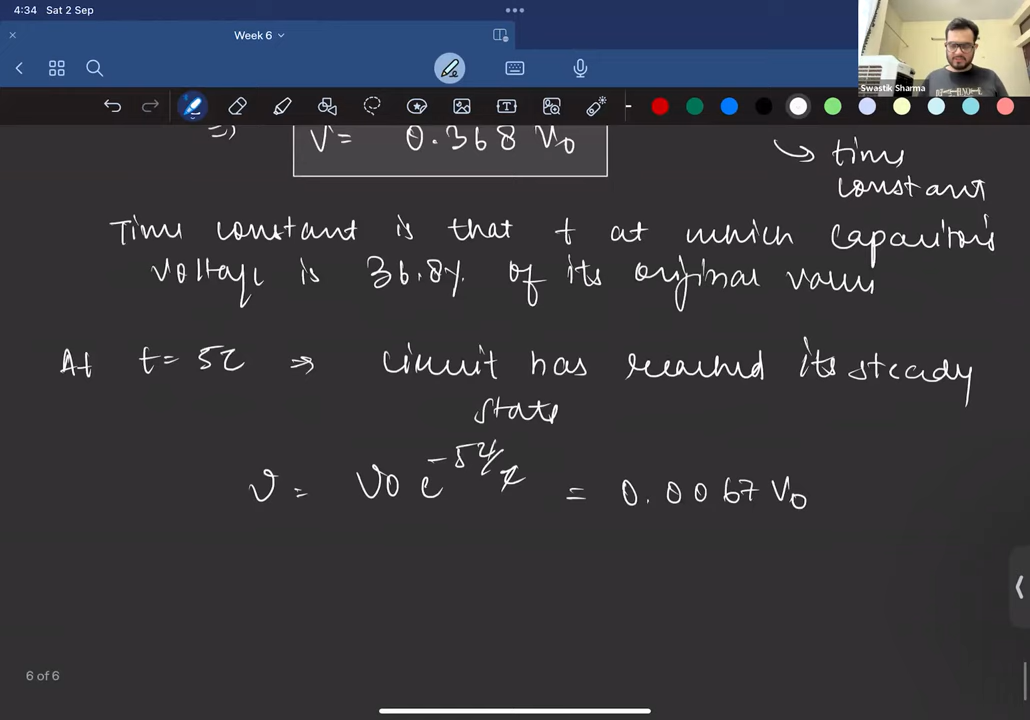 4:34 Sat 2 Sep
Week 6
Swastik Sharma
=> V = 0.368 V₀
↳ time
constant
Time constant is that t at which capacitor's
voltage is 36.8% of its original value
At t = 5τ => circuit has reached its steady
state
v = V₀ e^(-5τ/τ) = 0.0067 V₀
6 of 6